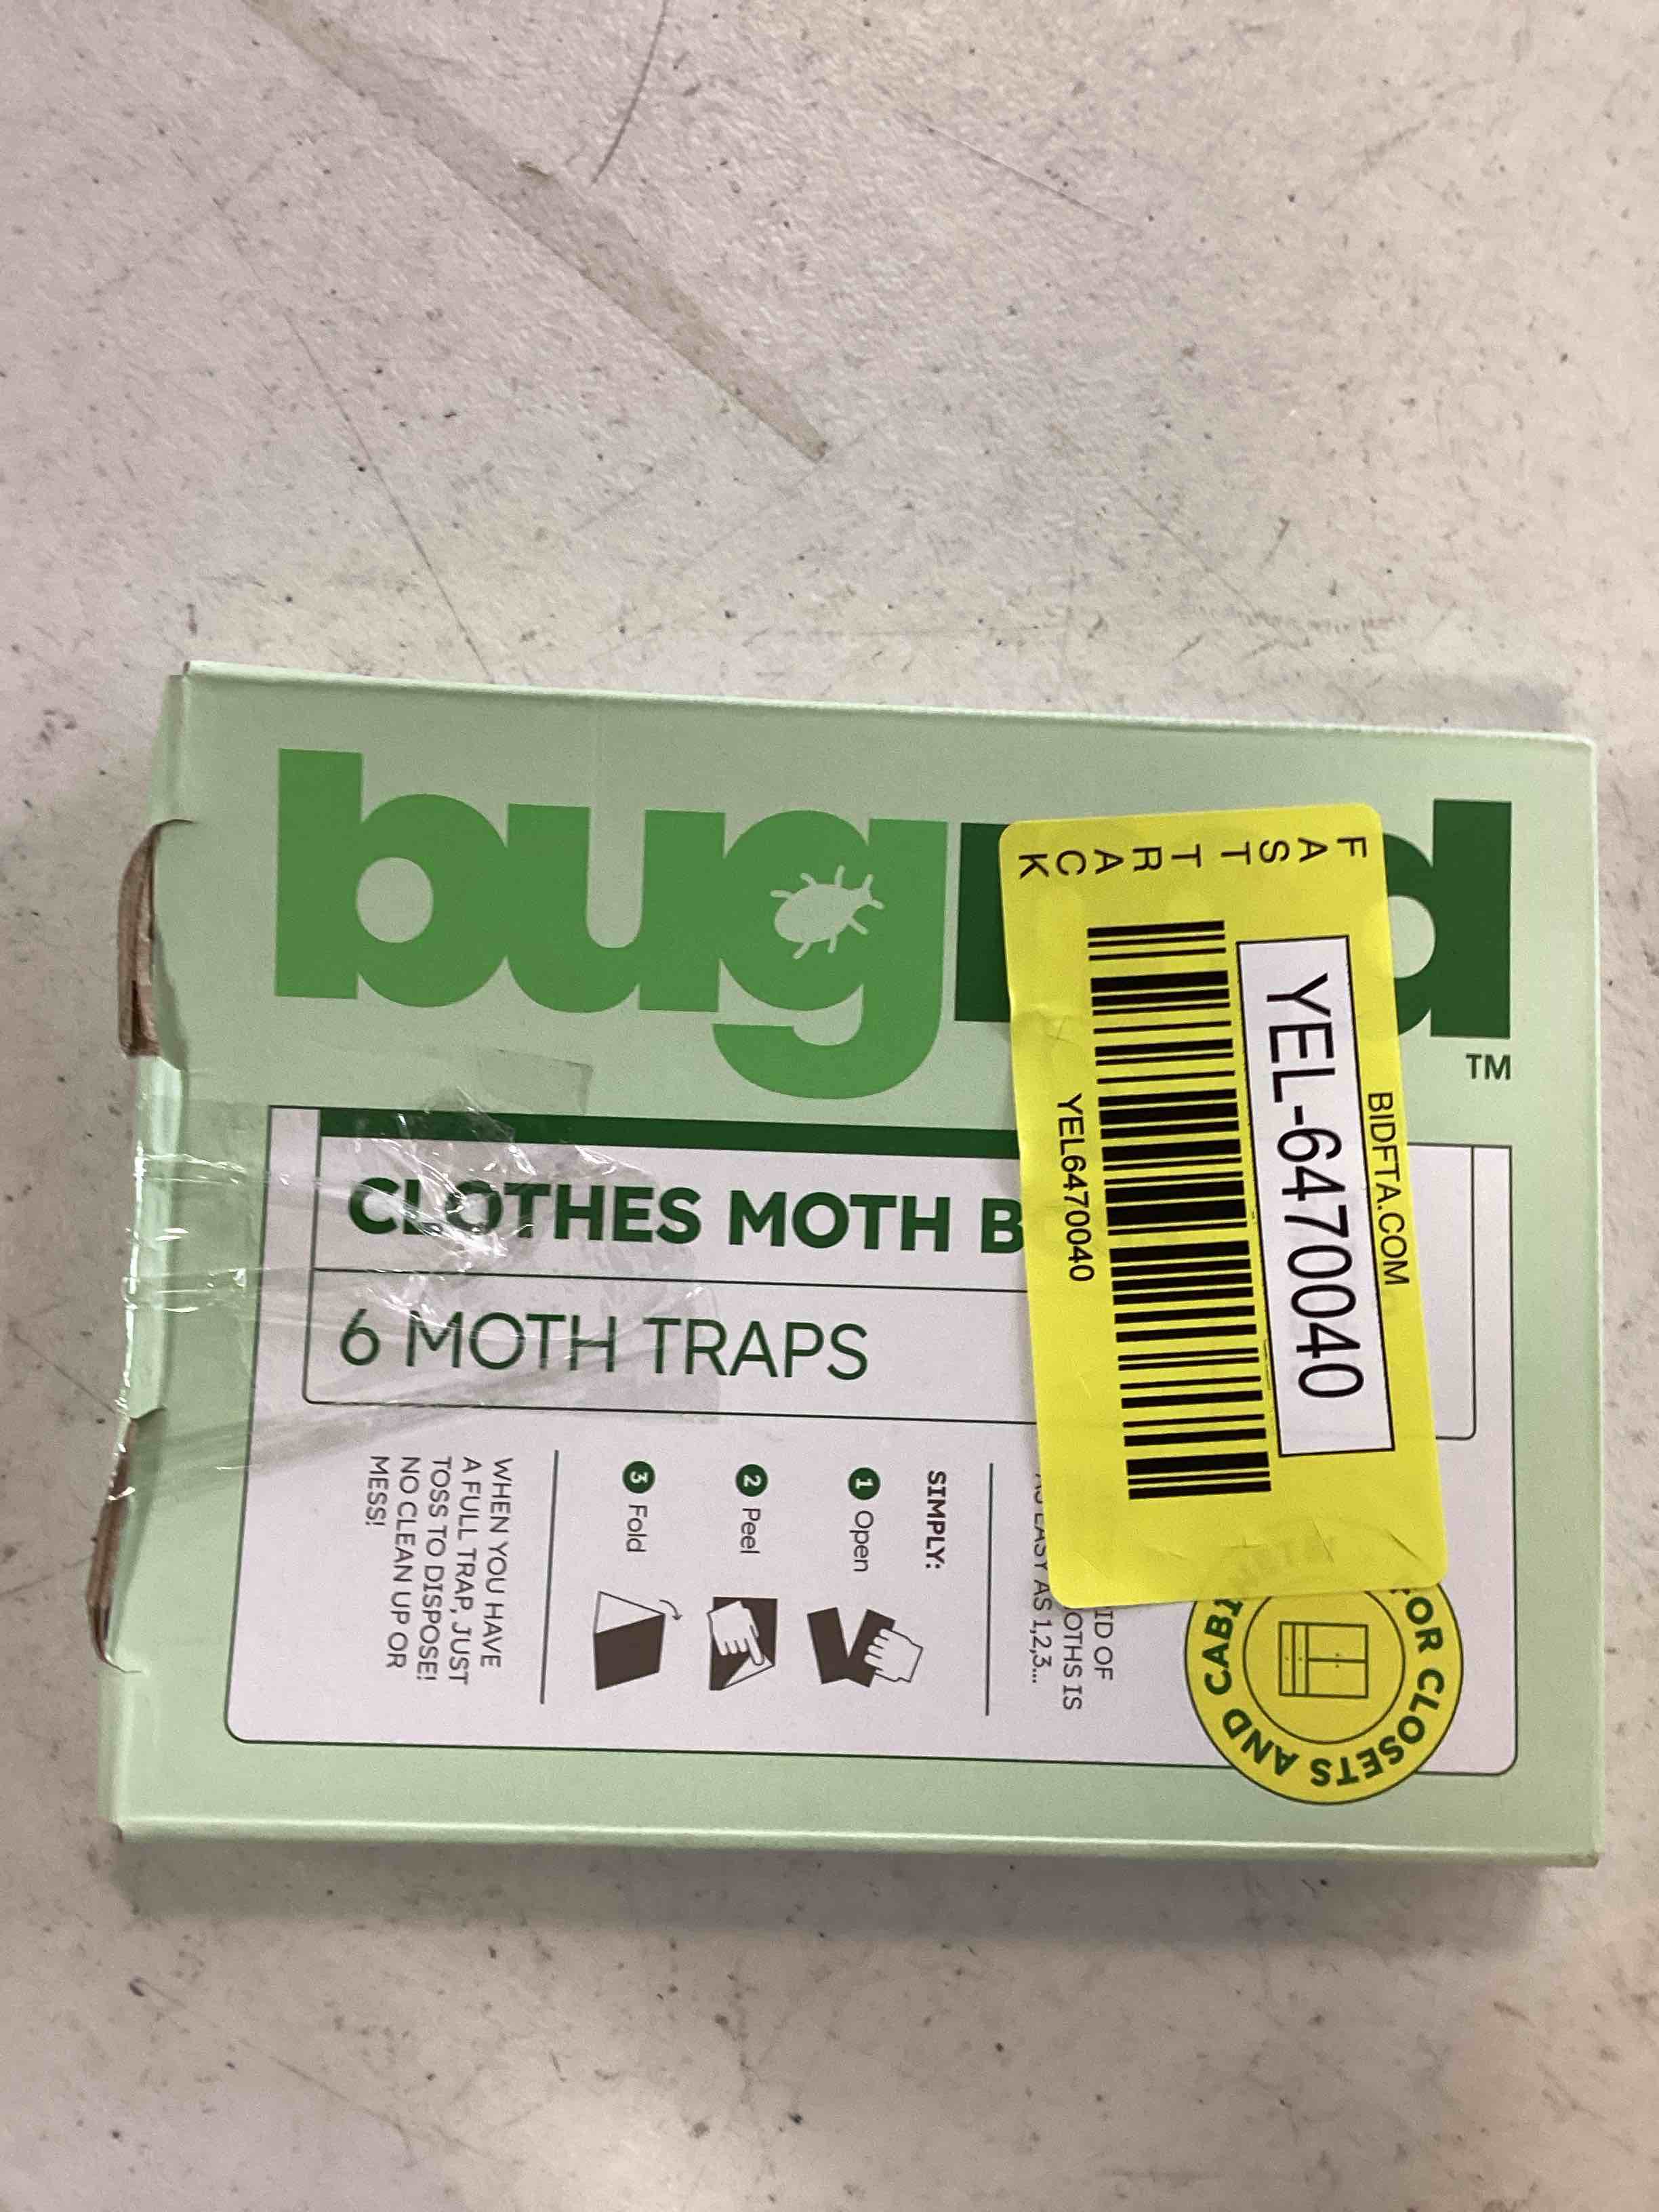 bug
d
TM
CLOTHES MOTH B
6 MOTH TRAPS
FAST TRACK
BIDFTA.COM
YEL-6470040
YEL6470040
OR CLOSETS AND CAB
ID OF
OTHS IS
EASY AS 1,2,3...
SIMPLY:
1 Open
2 Peel
3 Fold
WHEN YOU HAVE
A FULL TRAP, JUST
TOSS TO DISPOSE!
NO CLEAN UP OR
MESS!